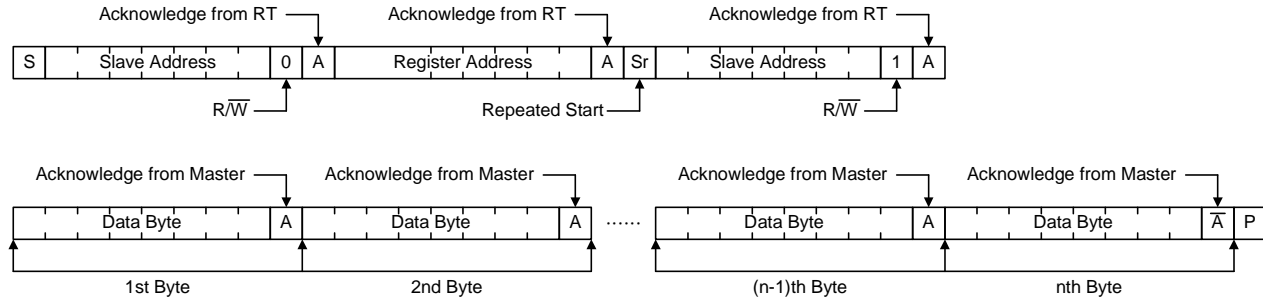 Acknowledge from RT Acknowledge from RT Acknowledge from RT
S Slave Address 0 A Register Address A Sr Slave Address 1 A
R/W̅ Repeated Start R/W̅
Acknowledge from Master Acknowledge from Master Acknowledge from Master Acknowledge from Master
Data Byte A Data Byte A ...... Data Byte A Data Byte A̅ P
1st Byte 2nd Byte (n-1)th Byte nth Byte